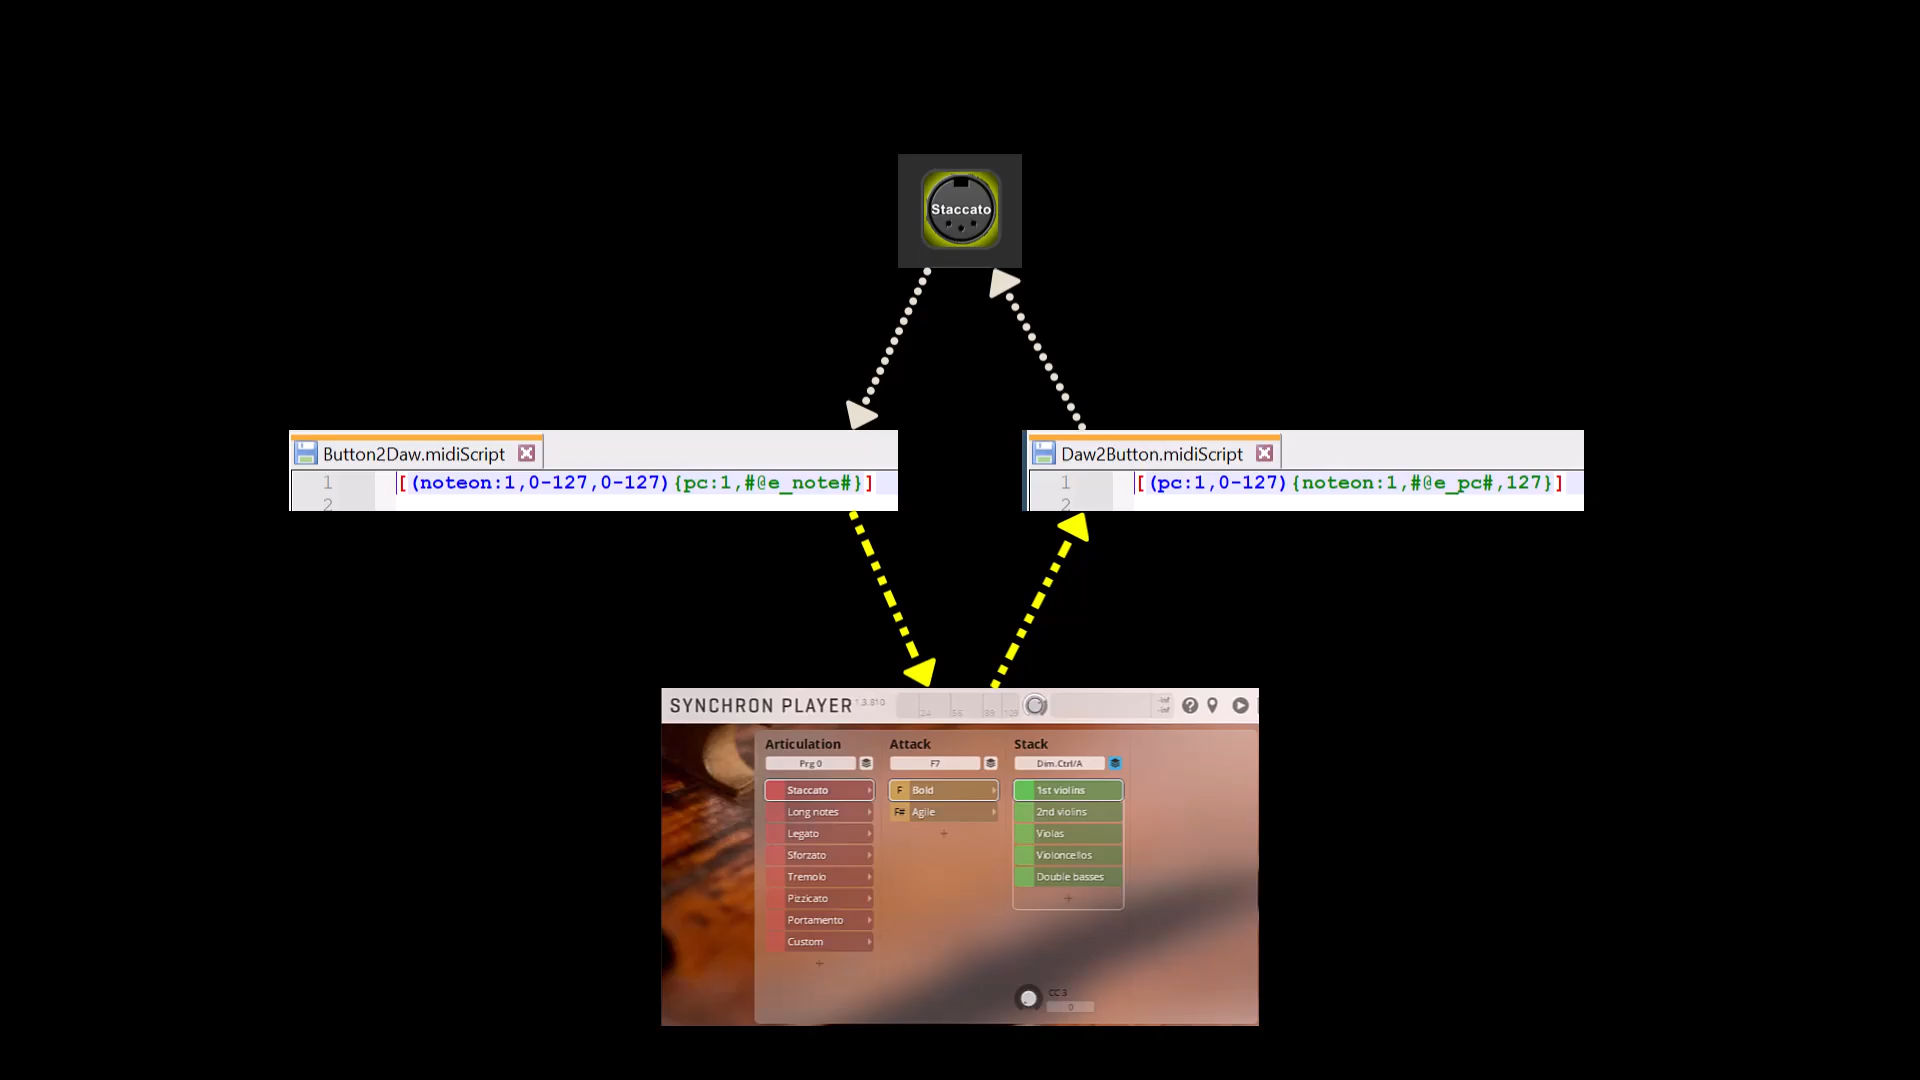 Staccato
Button2Daw.midiScript
1 [(noteon:1,0-127,0-127){pc:1,#@e_note#}]
2
Daw2Button.midiScript
1 [(pc:1,0-127){noteon:1,#@e_pc#,127}]
2
SYNCHRON PLAYER
Articulation Attack Stack
Prg 0 F7 Dim.Ctrl/A
Staccato F Bold 1st violins
Long notes F# Agile 2nd violins
Legato + Violas
Sforzato Violoncellos
Tremolo Double basses
Pizzicato +
Portamento
Custom
+
CC 3
0